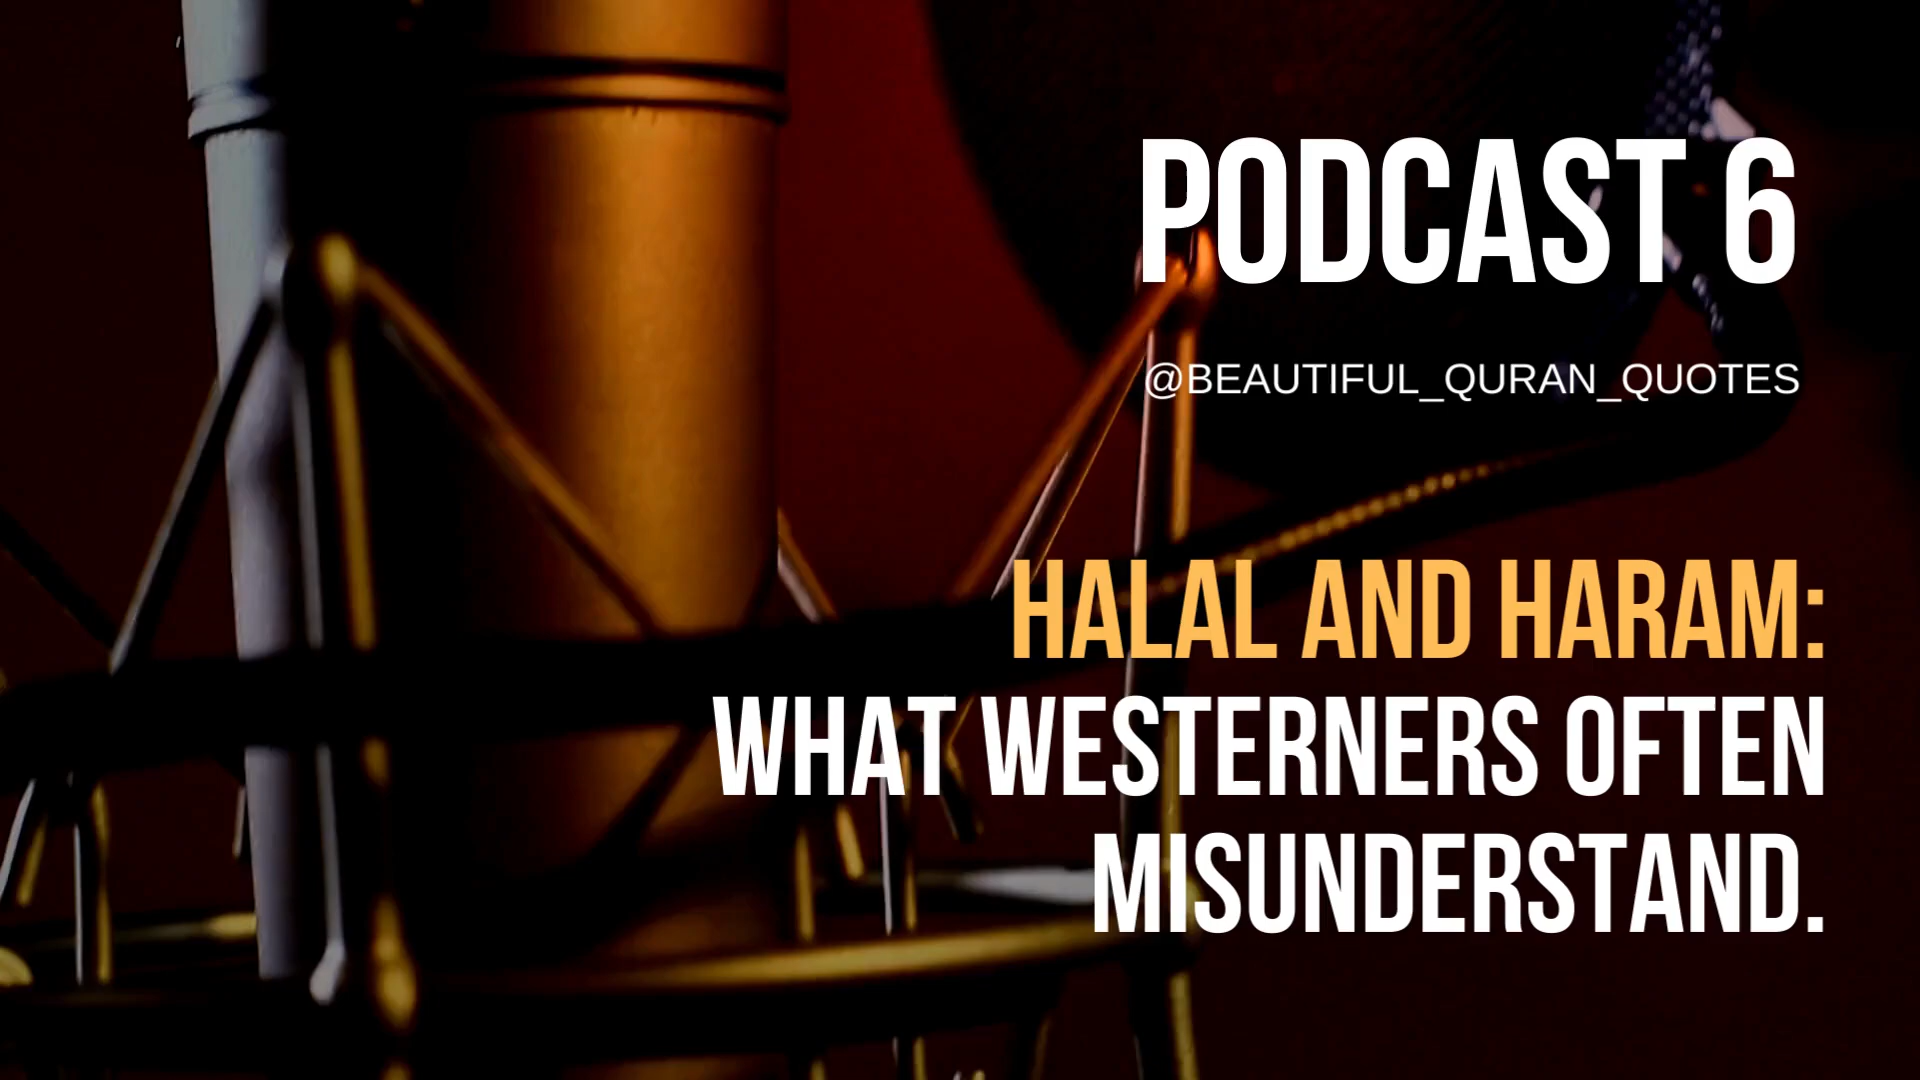 PODCAST 6
@BEAUTIFUL_QURAN_QUOTES
HALAL AND HARAM:
WHAT WESTERNERS OFTEN
MISUNDERSTAND.